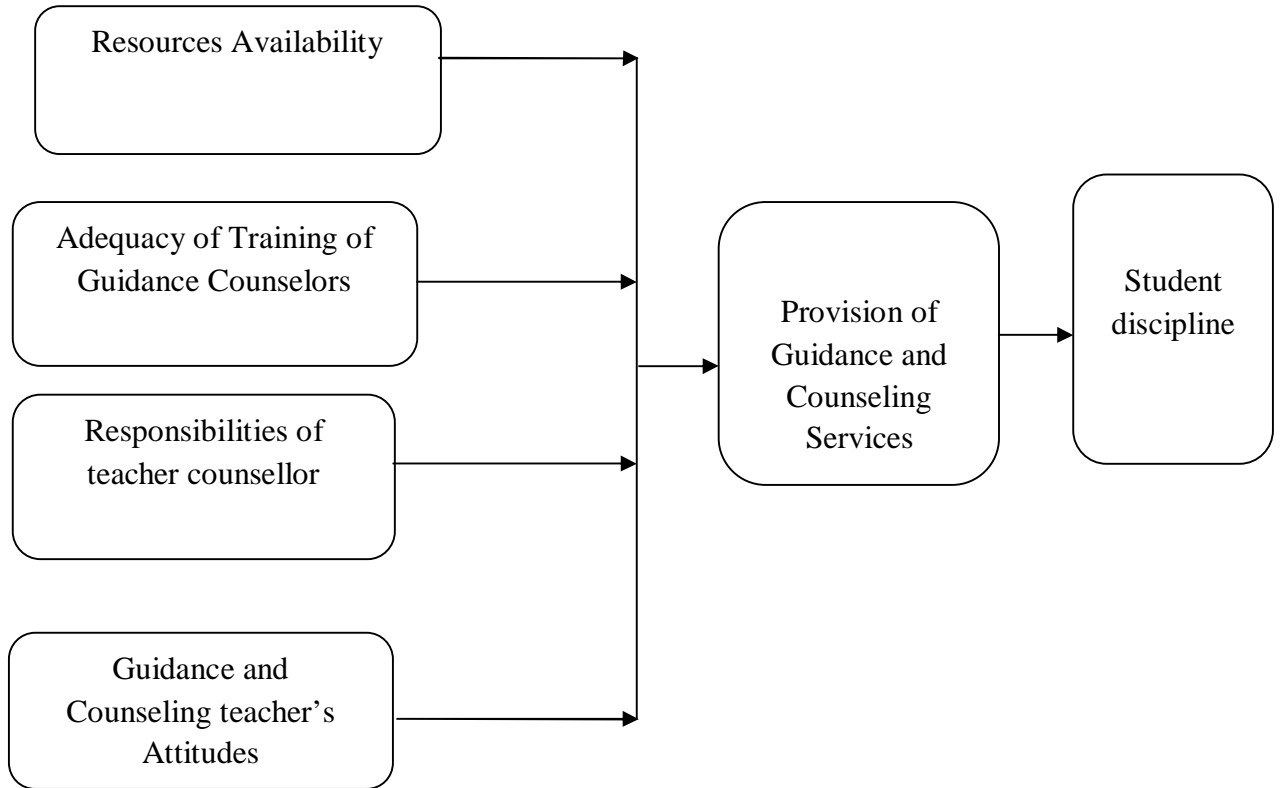 Resources Availability
Adequacy of Training of
Guidance Counselors
Responsibilities of
teacher counsellor
Guidance and
Counseling teacher’s
Attitudes
Provision of
Guidance and
Counseling
Services
Student
discipline